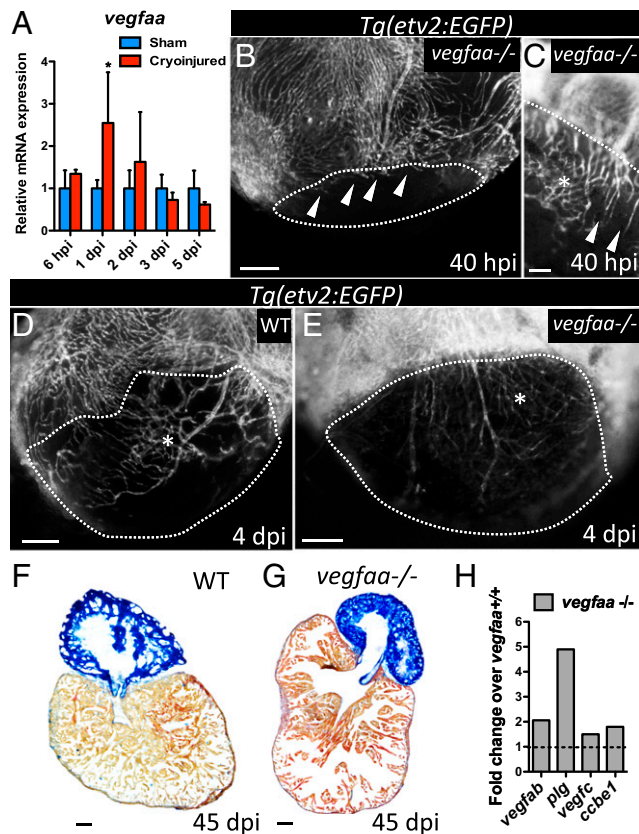 A
vegfaa
Sham
Cryoinjured
Relative mRNA expression
4
3
2
1
0
*
6 hpi
1 dpi
2 dpi
3 dpi
5 dpi
Tg(etv2:EGFP)
B
vegfaa-/-
40 hpi
C
vegfaa-/-
*
40 hpi
Tg(etv2:EGFP)
D
WT
*
4 dpi
E
vegfaa-/-
*
4 dpi
F
WT
45 dpi
G
vegfaa-/-
45 dpi
H
vegfaa -/-
Fold change over vegfaa+/+
6
5
4
3
2
1
0
vegfab
plg
vegfc
ccbe1